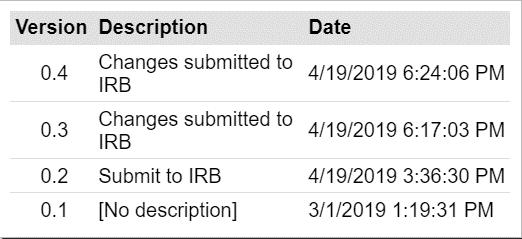 Version Description Date
0.4 Changes submitted to IRB 4/19/2019 6:24:06 PM
0.3 Changes submitted to IRB 4/19/2019 6:17:03 PM
0.2 Submit to IRB 4/19/2019 3:36:30 PM
0.1 [No description] 3/1/2019 1:19:31 PM